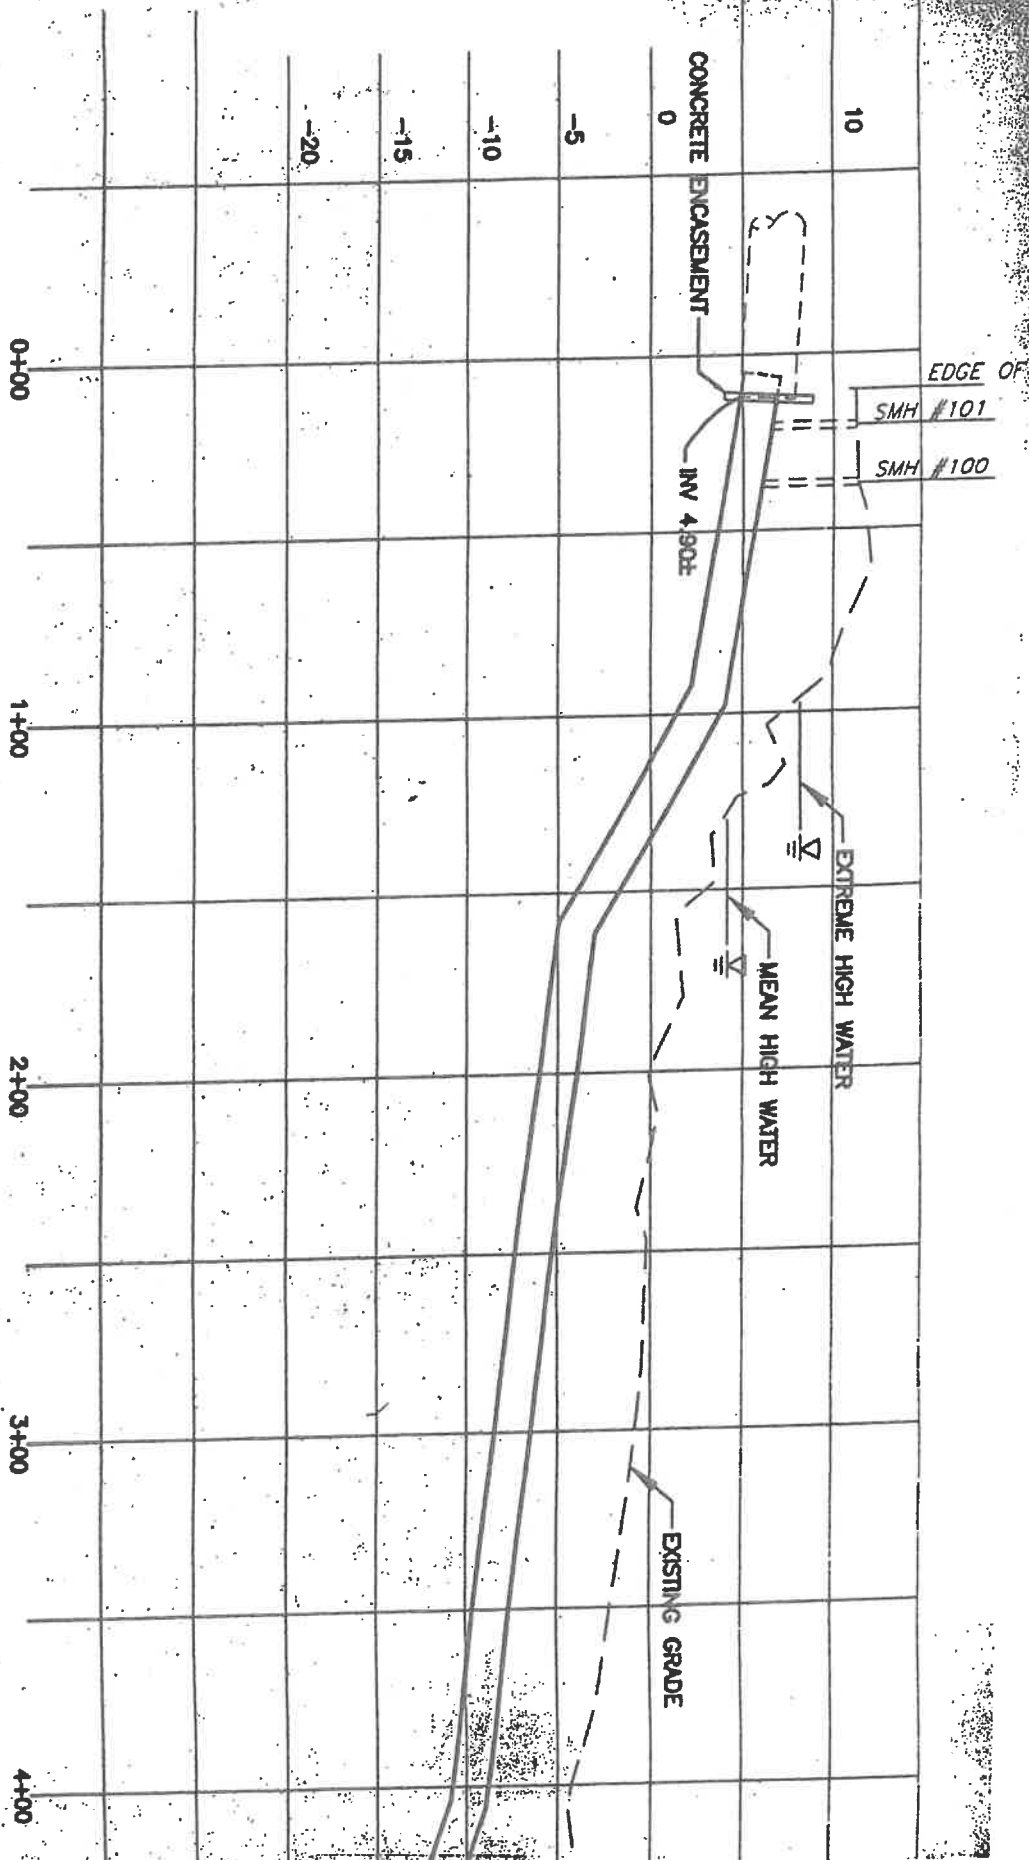 EDGE OF
SMH #101
SMH #100
10
0
-5
-10
-15
-20
CONCRETE ENCASEMENT
INV 4.90±
EXTREME HIGH WATER
MEAN HIGH WATER
EXISTING GRADE
0+00
1+00
2+00
3+00
4+00